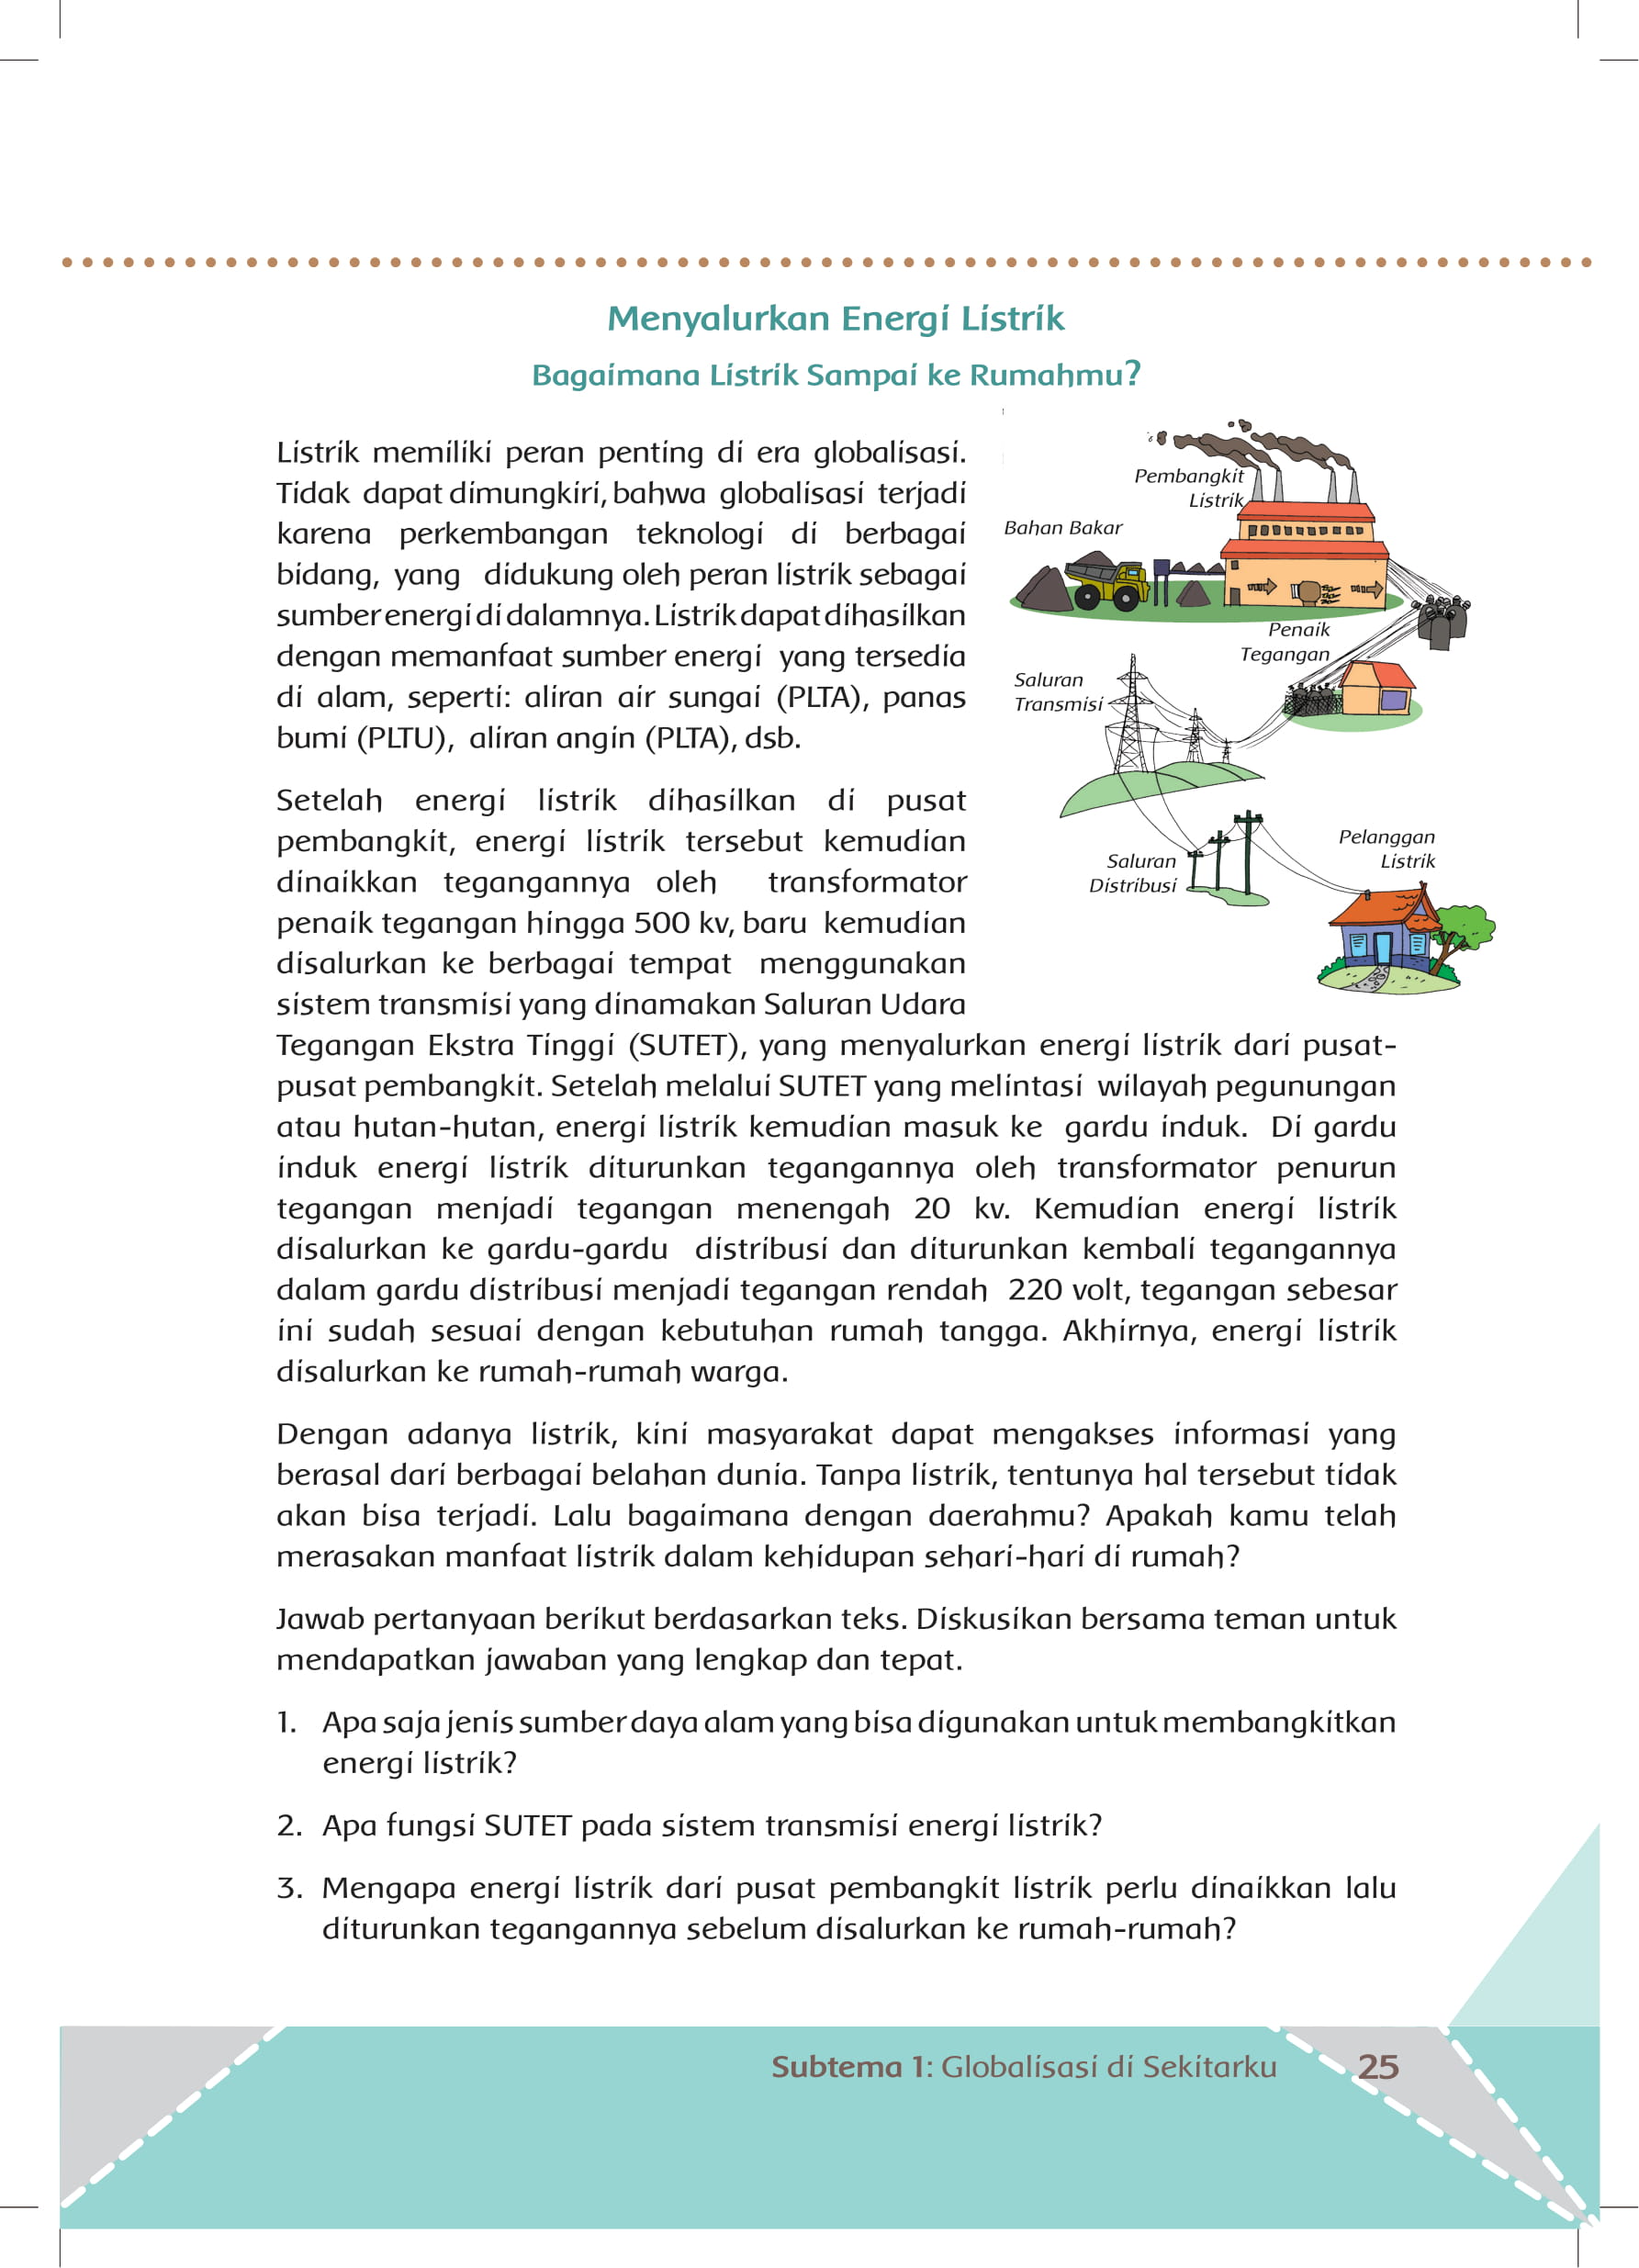 Menyalurkan Energi Listrik
Bagaimana Listrik Sampai ke Rumahmu?
Listrik memiliki peran penting di era globalisasi.
Tidak dapat dimungkiri, bahwa globalisasi terjadi
karena perkembangan teknologi di berbagai
bidang, yang didukung oleh peran listrik sebagai
sumber energi di dalamnya. Listrik dapat dihasilkan
dengan memanfaat sumber energi yang tersedia
di alam, seperti: aliran air sungai (PLTA), panas
bumi (PLTU), aliran angin (PLTA), dsb.
Pembangkit
Listrik
Bahan Bakar
Penaik
Tegangan
Saluran
Transmisi
Saluran
Distribusi
Pelanggan
Listrik
Setelah energi listrik dihasilkan di pusat
pembangkit, energi listrik tersebut kemudian
dinaikkan tegangannya oleh transformator
penaik tegangan hingga 500 kv, baru kemudian
disalurkan ke berbagai tempat menggunakan
sistem transmisi yang dinamakan Saluran Udara
Tegangan Ekstra Tinggi (SUTET), yang menyalurkan energi listrik dari pusat-
pusat pembangkit. Setelah melalui SUTET yang melintasi wilayah pegunungan
atau hutan-hutan, energi listrik kemudian masuk ke gardu induk. Di gardu
induk energi listrik diturunkan tegangannya oleh transformator penurun
tegangan menjadi tegangan menengah 20 kv. Kemudian energi listrik
disalurkan ke gardu-gardu distribusi dan diturunkan kembali tegangannya
dalam gardu distribusi menjadi tegangan rendah 220 volt, tegangan sebesar
ini sudah sesuai dengan kebutuhan rumah tangga. Akhirnya, energi listrik
disalurkan ke rumah-rumah warga.
Dengan adanya listrik, kini masyarakat dapat mengakses informasi yang
berasal dari berbagai belahan dunia. Tanpa listrik, tentunya hal tersebut tidak
akan bisa terjadi. Lalu bagaimana dengan daerahmu? Apakah kamu telah
merasakan manfaat listrik dalam kehidupan sehari-hari di rumah?
Jawab pertanyaan berikut berdasarkan teks. Diskusikan bersama teman untuk
mendapatkan jawaban yang lengkap dan tepat.
1. Apa saja jenis sumber daya alam yang bisa digunakan untuk membangkitkan
energi listrik?
2. Apa fungsi SUTET pada sistem transmisi energi listrik?
3. Mengapa energi listrik dari pusat pembangkit listrik perlu dinaikkan lalu
diturunkan tegangannya sebelum disalurkan ke rumah-rumah?
Subtema 1: Globalisasi di Sekitarku 25